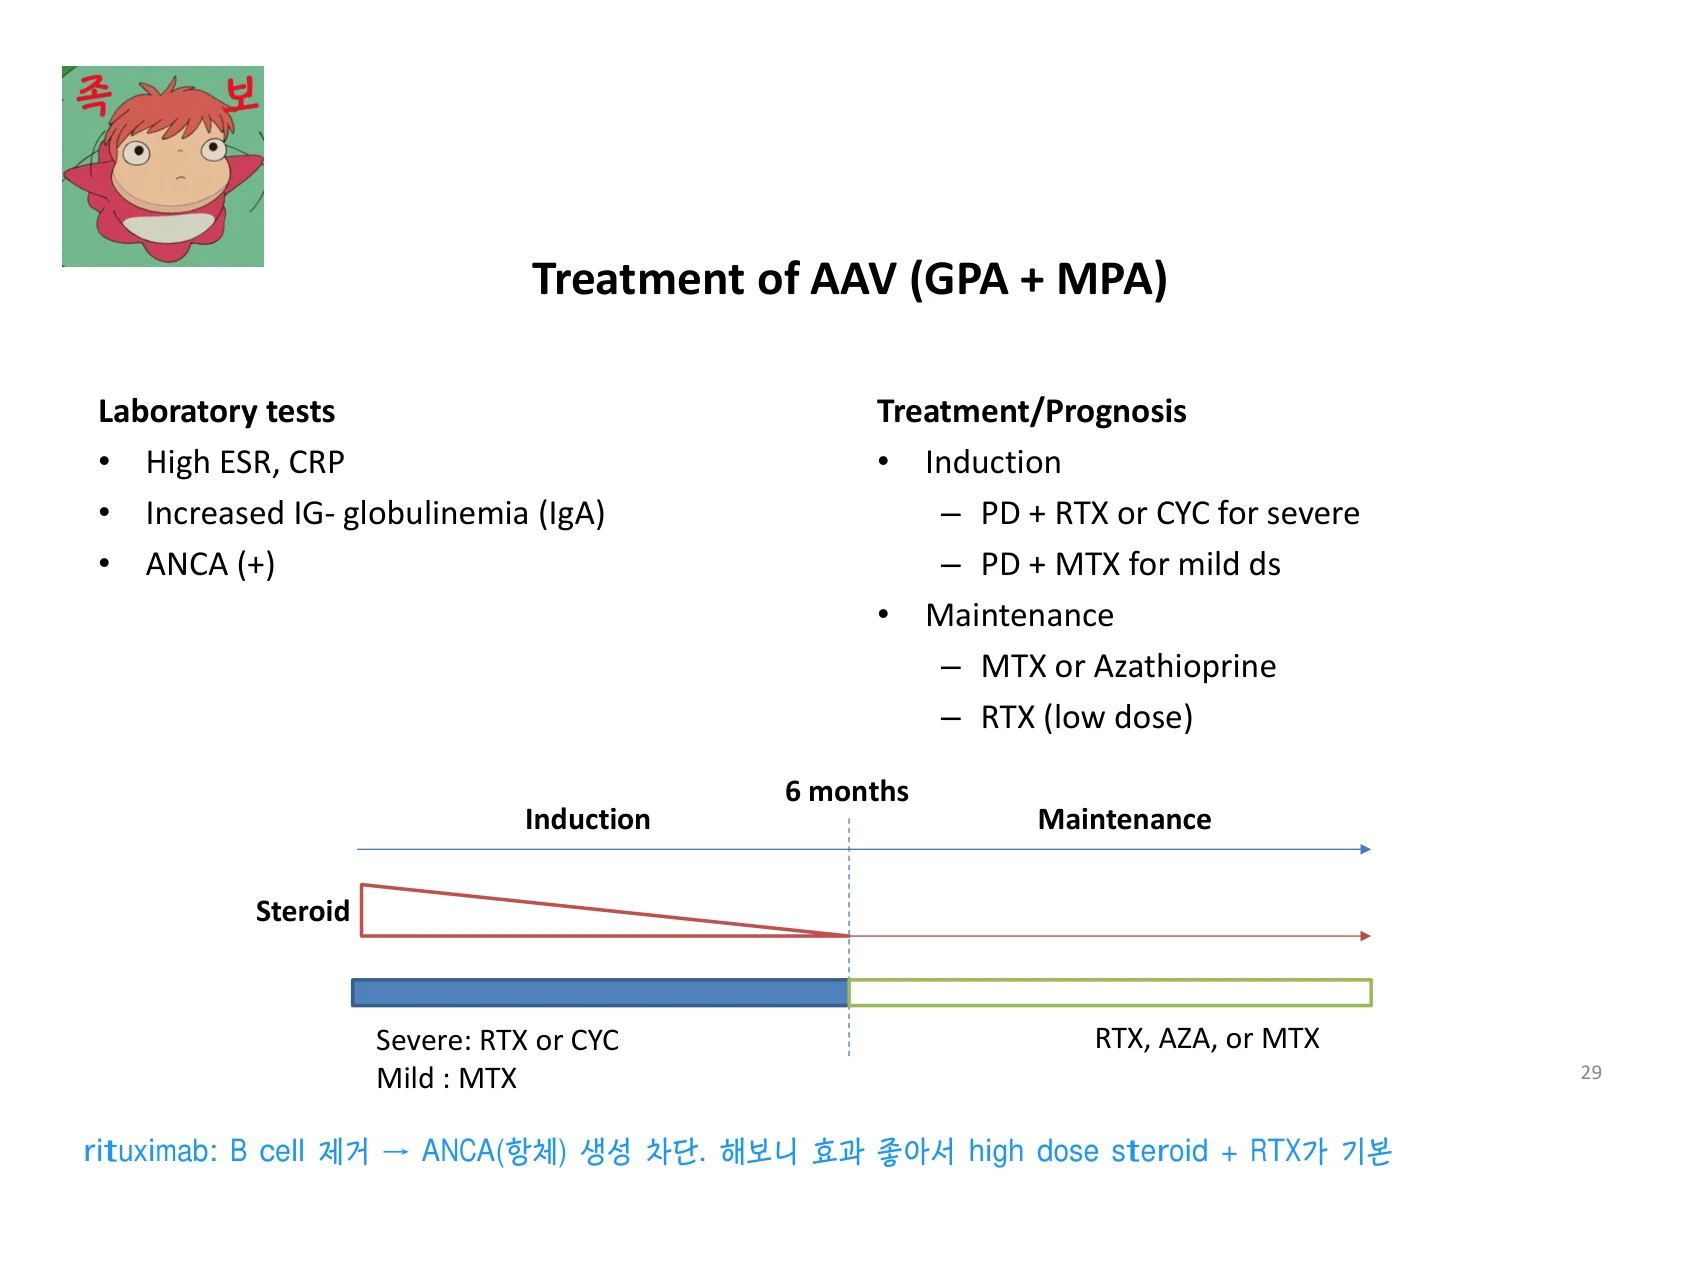 족 보
Treatment of AAV (GPA + MPA)
Laboratory tests
• High ESR, CRP
• Increased IG- globulinemia (IgA)
• ANCA (+)
Treatment/Prognosis
• Induction
– PD + RTX or CYC for severe
– PD + MTX for mild ds
• Maintenance
– MTX or Azathioprine
– RTX (low dose)
6 months
Induction
Maintenance
Steroid
Severe: RTX or CYC
Mild : MTX
RTX, AZA, or MTX
29
rituximab: B cell 제거 → ANCA(항체) 생성 차단. 해보니 효과 좋아서 high dose steroid + RTX가 기본